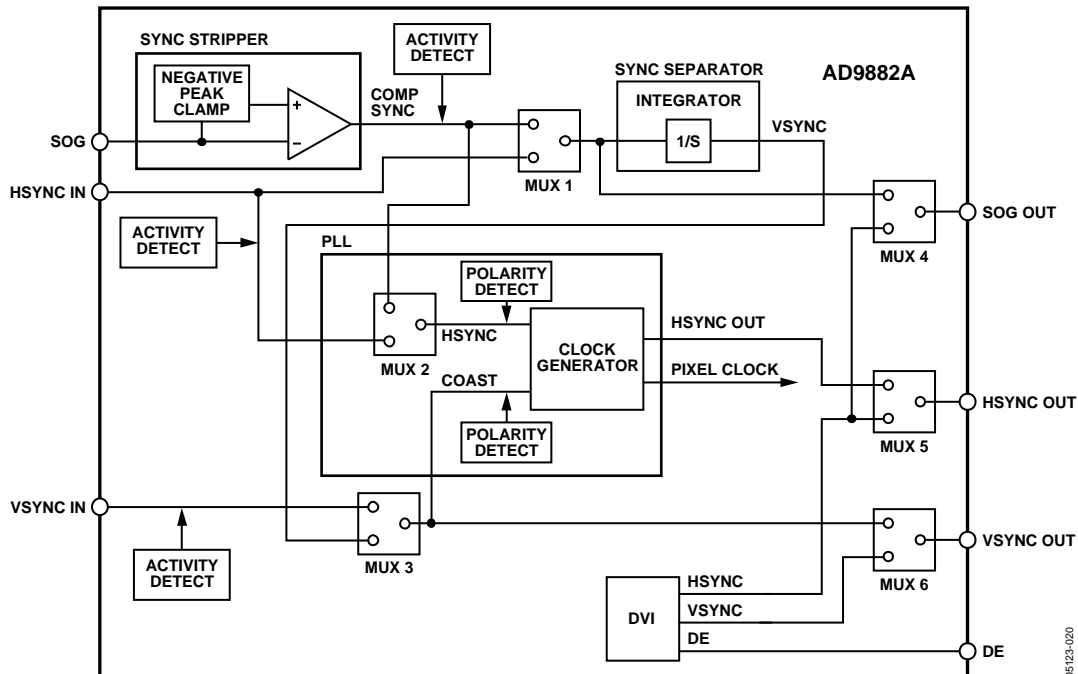 SYNC STRIPPER
ACTIVITY
DETECT
NEGATIVE
PEAK
CLAMP
+
−
COMP
SYNC
SYNC SEPARATOR
INTEGRATOR
1/S
VSYNC
AD9882A
SOG
HSYNC IN
MUX 1
SOG OUT
MUX 4
ACTIVITY
DETECT
PLL
POLARITY
DETECT
HSYNC
MUX 2
CLOCK
GENERATOR
HSYNC OUT
PIXEL CLOCK
COAST
POLARITY
DETECT
HSYNC OUT
MUX 5
VSYNC IN
ACTIVITY
DETECT
MUX 3
VSYNC OUT
MUX 6
DVI
HSYNC
VSYNC
DE
DE
05123-020